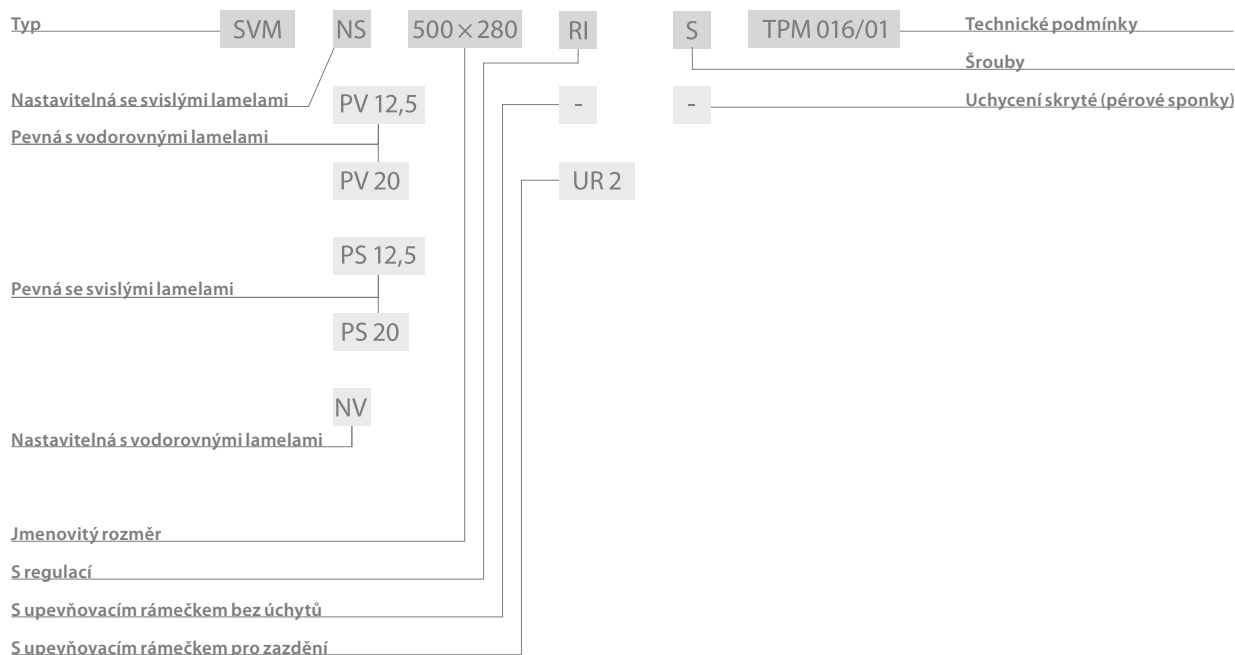 Typ SVM NS 500 × 280 RI S TPM 016/01 Technické podmínky
Šrouby
Nastavitelná se svislými lamelami PV 12,5 - - Uchycení skryté (pérové sponky)
Pevná s vodorovnými lamelami
PV 20 UR 2
PS 12,5
Pevná se svislými lamelami
PS 20
NV
Nastavitelná s vodorovnými lamelami
Jmenovitý rozměr
S regulací
S upevňovacím rámečkem bez úchytů
S upevňovacím rámečkem pro zazdění